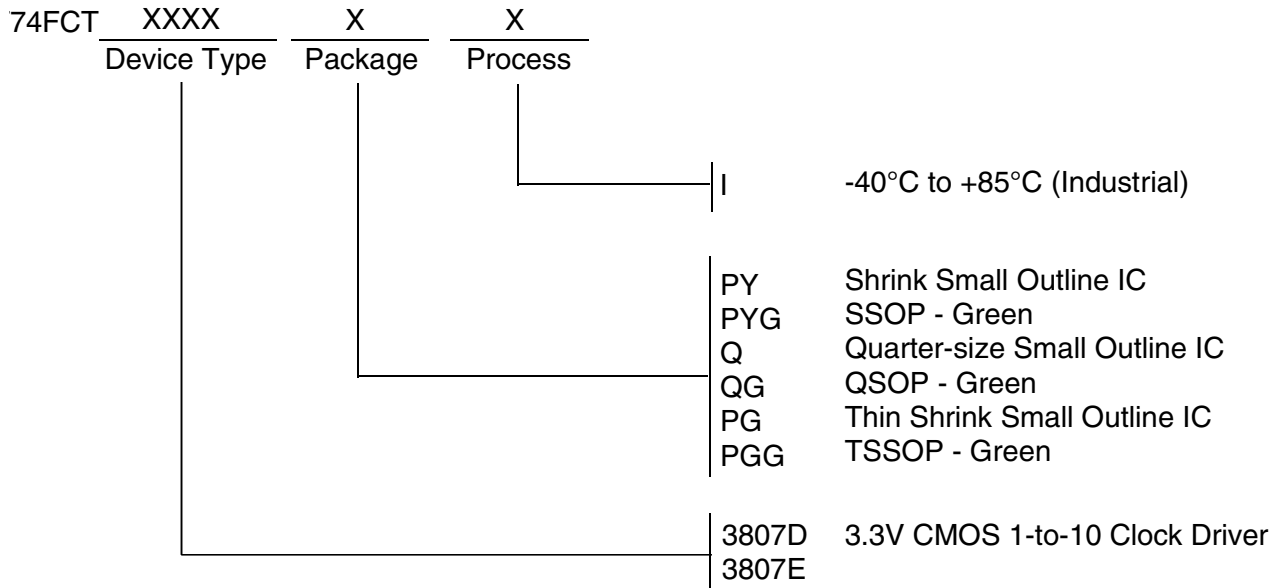 74FCT XXXX X X
Device Type Package Process
I -40°C to +85°C (Industrial)
PY Shrink Small Outline IC
PYG SSOP - Green
Q Quarter-size Small Outline IC
QG QSOP - Green
PG Thin Shrink Small Outline IC
PGG TSSOP - Green
3807D 3.3V CMOS 1-to-10 Clock Driver
3807E